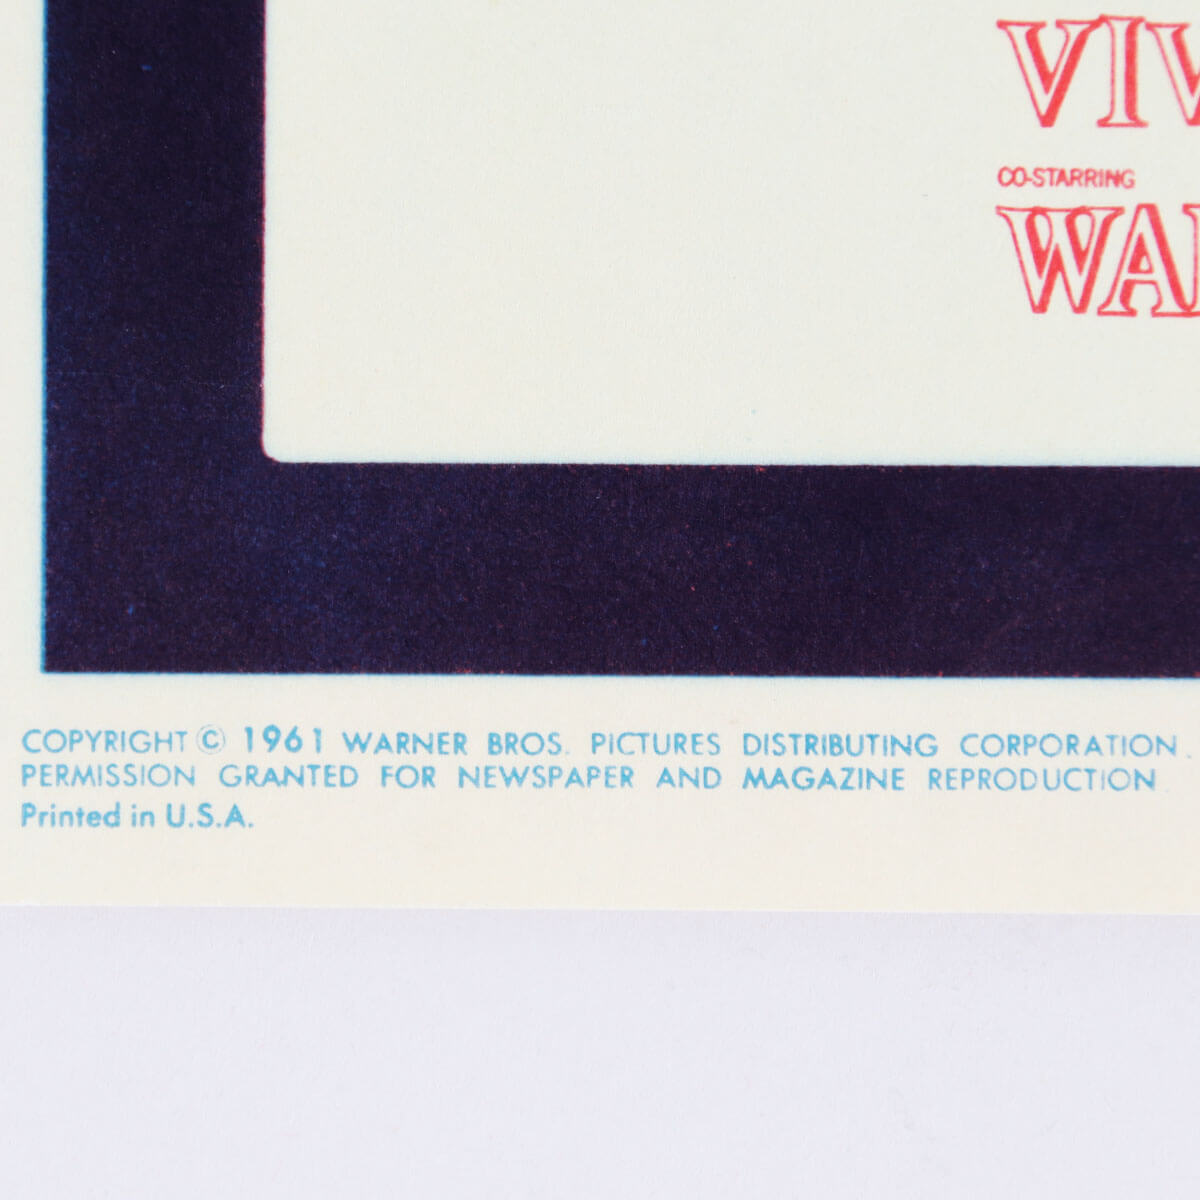 VIV
CO-STARRING
WAR
COPYRIGHT © 1961 WARNER BROS. PICTURES DISTRIBUTING CORPORATION.
PERMISSION GRANTED FOR NEWSPAPER AND MAGAZINE REPRODUCTION.
Printed in U.S.A.